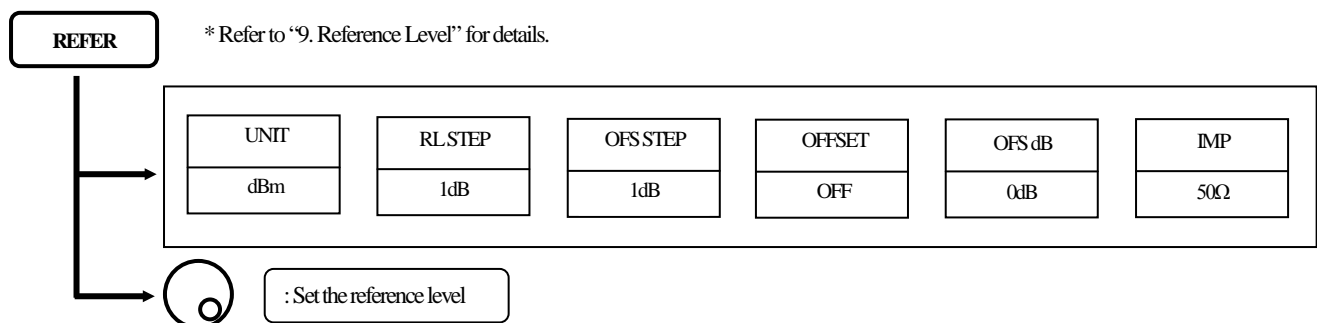 REFER
* Refer to “9. Reference Level” for details.
UNIT RL STEP OFS STEP OFFSET OFS dB IMP
dBm 1dB 1dB OFF 0dB 50Ω
: Set the reference level